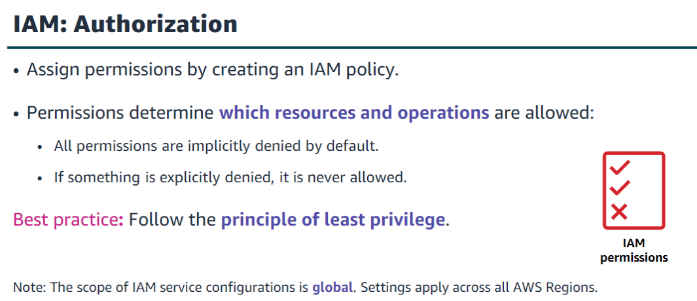 IAM: Authorization
• Assign permissions by creating an IAM policy.
• Permissions determine which resources and operations are allowed:
• All permissions are implicitly denied by default.
• If something is explicitly denied, it is never allowed.
Best practice: Follow the principle of least privilege.
IAM
permissions
Note: The scope of IAM service configurations is global. Settings apply across all AWS Regions.